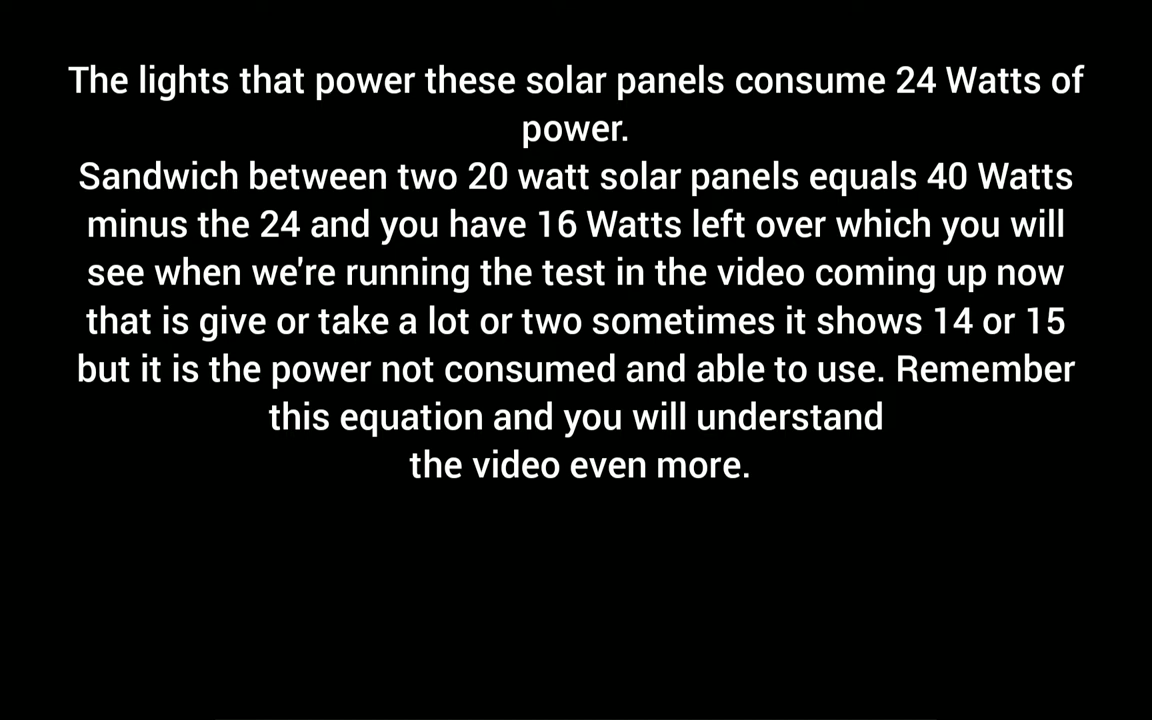 The lights that power these solar panels consume 24 Watts of
power.
Sandwich between two 20 watt solar panels equals 40 Watts
minus the 24 and you have 16 Watts left over which you will
see when we're running the test in the video coming up now
that is give or take a lot or two sometimes it shows 14 or 15
but it is the power not consumed and able to use. Remember
this equation and you will understand
the video even more.